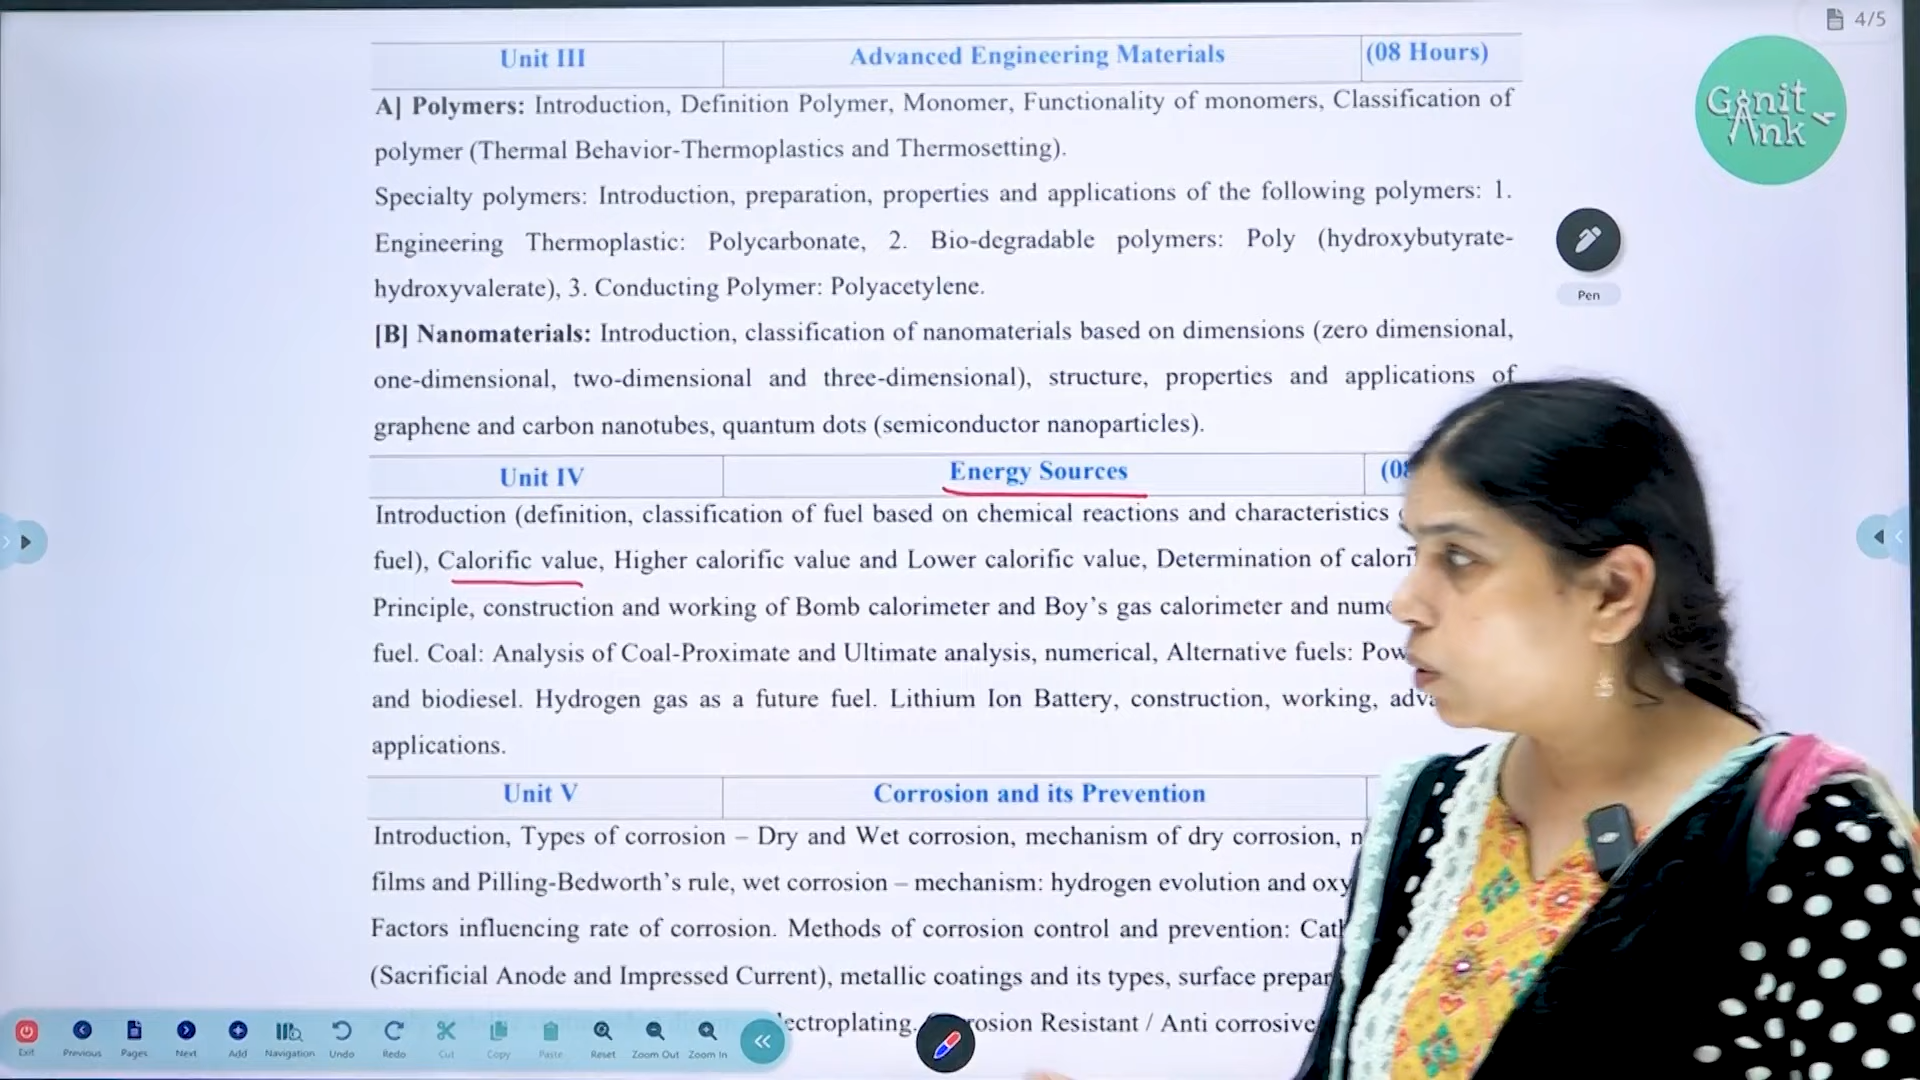 4/5
Unit III Advanced Engineering Materials (08 Hours)
Ganit Ank
A] Polymers: Introduction, Definition Polymer, Monomer, Functionality of monomers, Classification of
polymer (Thermal Behavior-Thermoplastics and Thermosetting).
Specialty polymers: Introduction, preparation, properties and applications of the following polymers: 1.
Engineering Thermoplastic: Polycarbonate, 2. Bio-degradable polymers: Poly (hydroxybutyrate-
hydroxyvalerate), 3. Conducting Polymer: Polyacetylene.
Pen
[B] Nanomaterials: Introduction, classification of nanomaterials based on dimensions (zero dimensional,
one-dimensional, two-dimensional and three-dimensional), structure, properties and applications of
graphene and carbon nanotubes, quantum dots (semiconductor nanoparticles).
Unit IV Energy Sources
Introduction (definition, classification of fuel based on chemical reactions and characteristics
fuel), Calorific value, Higher calorific value and Lower calorific value, Determination of
Principle, construction and working of Bomb calorimeter and Boy's gas calorimeter and
fuel. Coal: Analysis of Coal-Proximate and Ultimate analysis, numerical, Alternative fuels:
and biodiesel. Hydrogen gas as a future fuel. Lithium Ion Battery, construction, working,
applications.
Unit V Corrosion and its Prevention
Introduction, Types of corrosion – Dry and Wet corrosion, mechanism of dry corrosion,
films and Pilling-Bedworth's rule, wet corrosion – mechanism: hydrogen evolution and
Factors influencing rate of corrosion. Methods of corrosion control and prevention:
(Sacrificial Anode and Impressed Current), metallic coatings and its types, surface
Resistant / Anti corrosive
Exit Previous Pages Next Add Navigation Undo Redo Cut Copy Paste Reset Zoom Out Zoom In